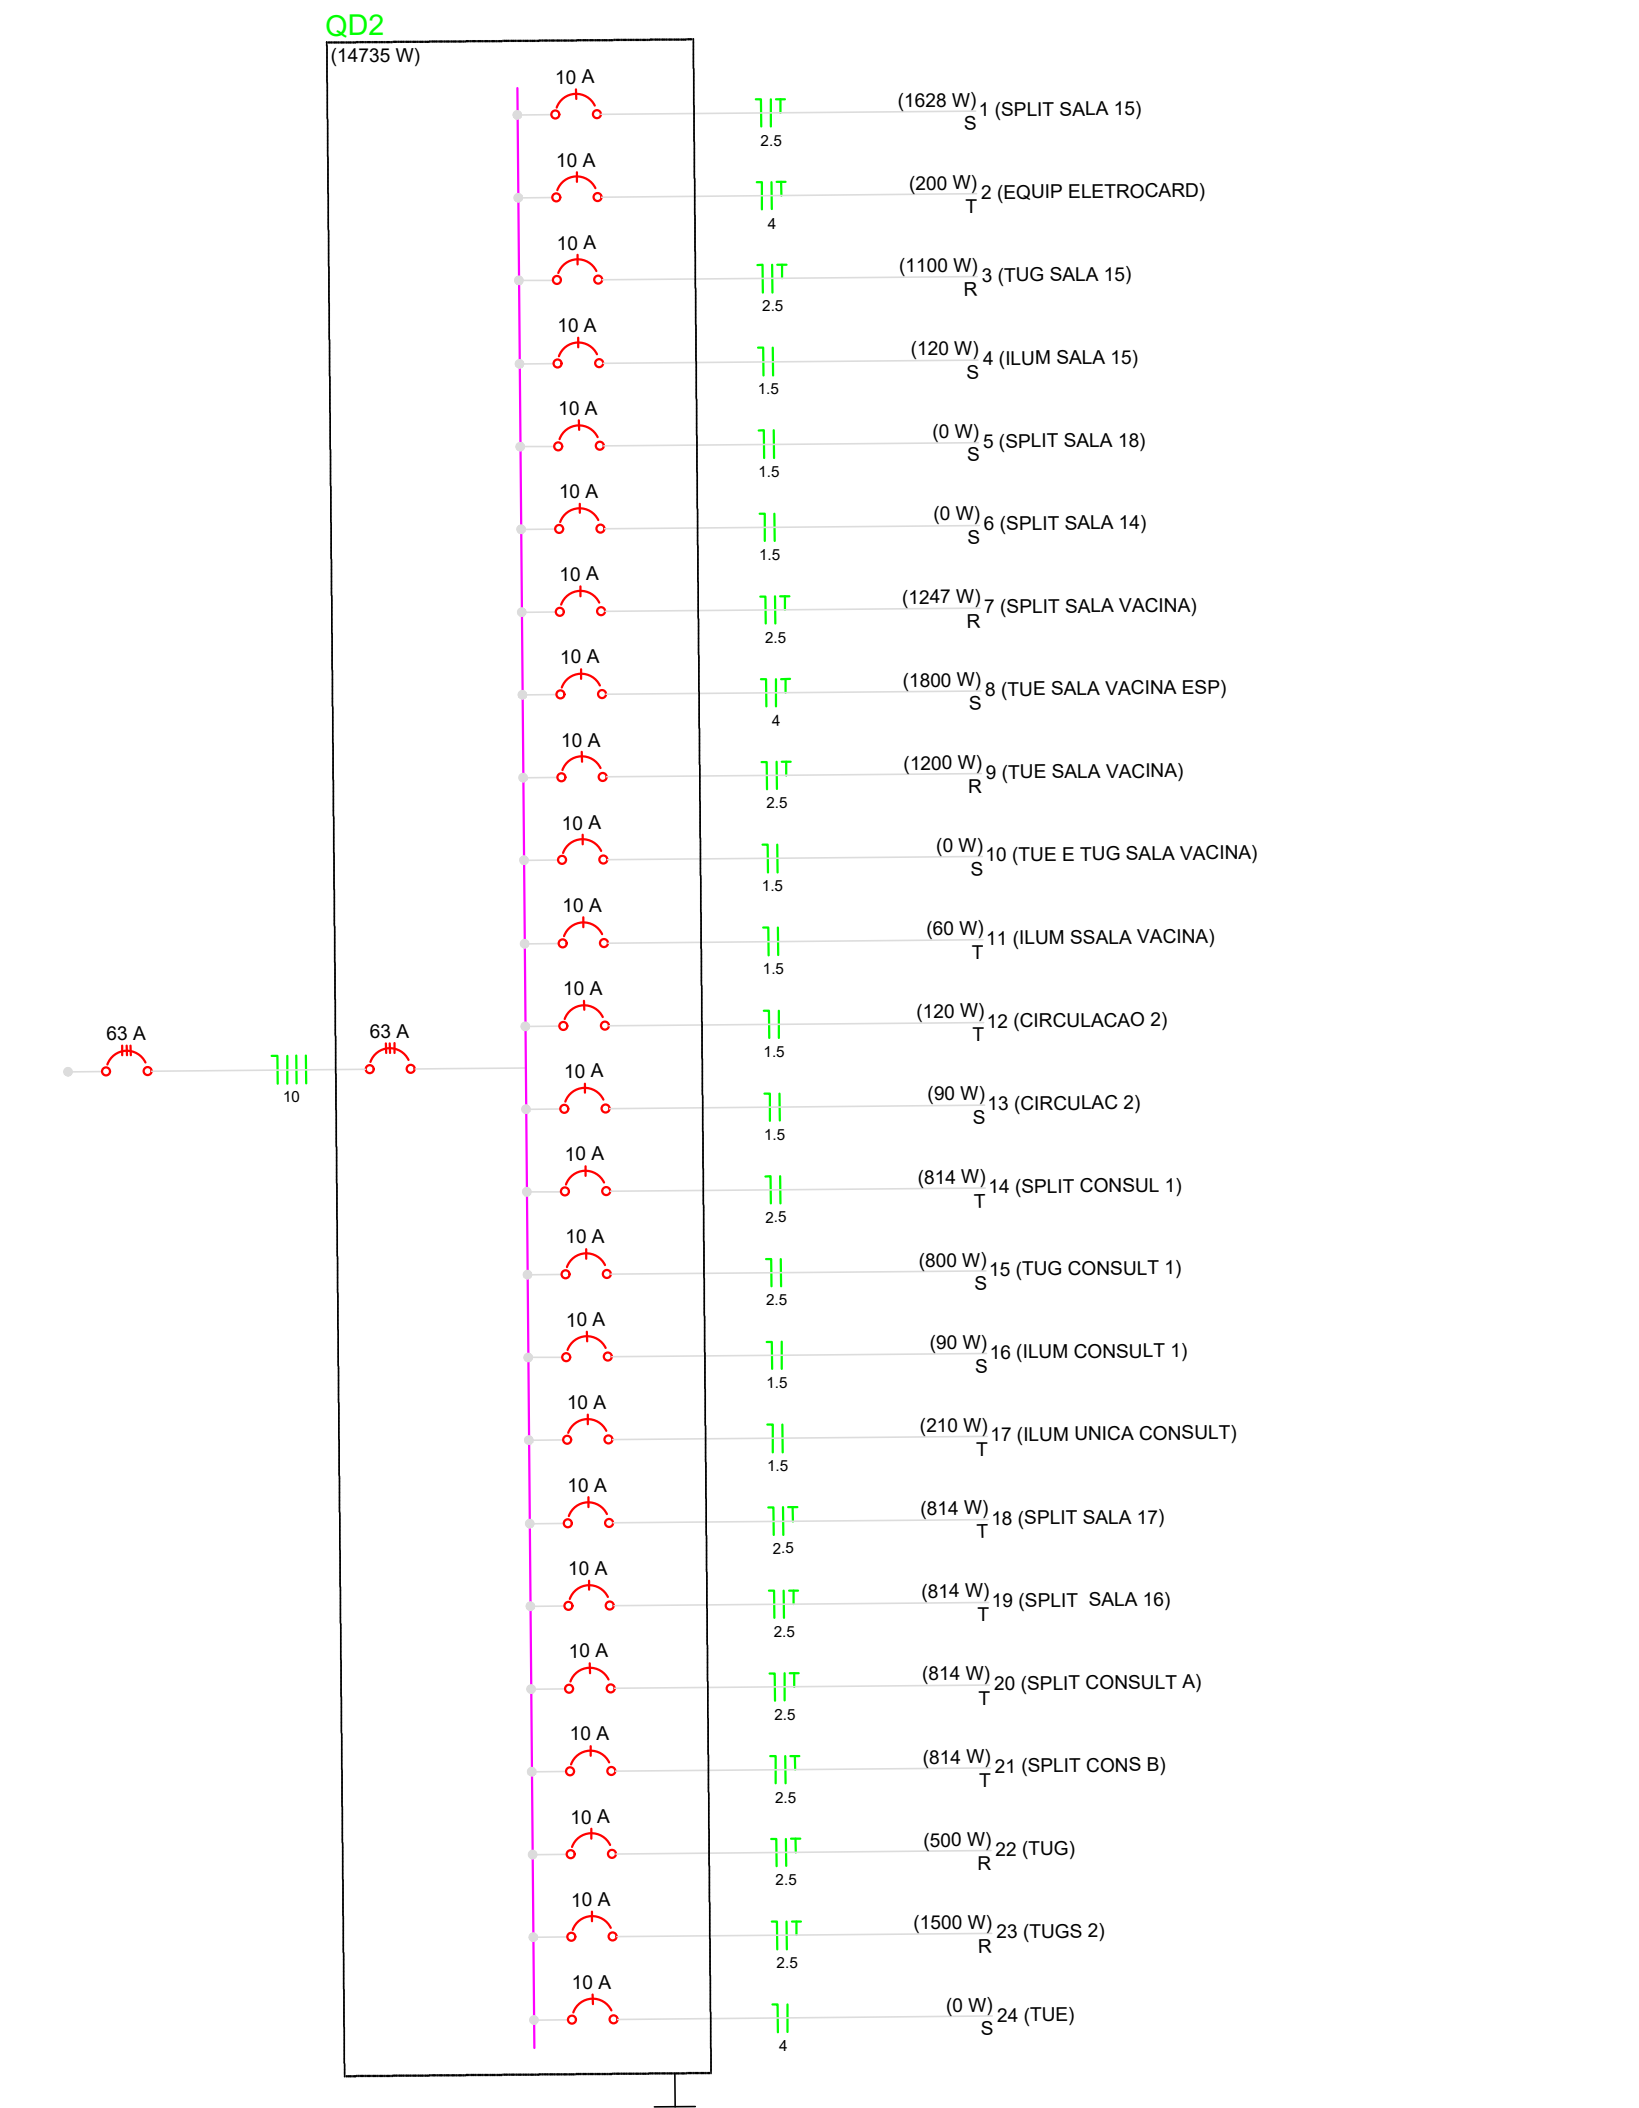 QD2
(14735 W)
10 A
(1628 W) 1 (SPLIT SALA 15)
S
2.5
10 A
(200 W) 2 (EQUIP ELETROCARD)
T
4
10 A
(1100 W) 3 (TUG SALA 15)
R
2.5
10 A
(120 W) 4 (ILUM SALA 15)
S
1.5
10 A
(0 W) 5 (SPLIT SALA 18)
S
1.5
10 A
(0 W) 6 (SPLIT SALA 14)
S
1.5
10 A
(1247 W) 7 (SPLIT SALA VACINA)
R
2.5
10 A
(1800 W) 8 (TUE SALA VACINA ESP)
S
4
10 A
(1200 W) 9 (TUE SALA VACINA)
R
2.5
10 A
(0 W) 10 (TUE E TUG SALA VACINA)
S
1.5
10 A
(60 W) 11 (ILUM SSALA VACINA)
T
1.5
10 A
(120 W) 12 (CIRCULACAO 2)
T
1.5
63 A
63 A
10
10 A
(90 W) 13 (CIRCULAC 2)
S
1.5
10 A
(814 W) 14 (SPLIT CONSUL 1)
T
2.5
10 A
(800 W) 15 (TUG CONSULT 1)
S
2.5
10 A
(90 W) 16 (ILUM CONSULT 1)
S
1.5
10 A
(210 W) 17 (ILUM UNICA CONSULT)
T
1.5
10 A
(814 W) 18 (SPLIT SALA 17)
T
2.5
10 A
(814 W) 19 (SPLIT  SALA 16)
T
2.5
10 A
(814 W) 20 (SPLIT CONSULT A)
T
2.5
10 A
(814 W) 21 (SPLIT CONS B)
T
2.5
10 A
(500 W) 22 (TUG)
R
2.5
10 A
(1500 W) 23 (TUGS 2)
R
2.5
10 A
(0 W) 24 (TUE)
S
4